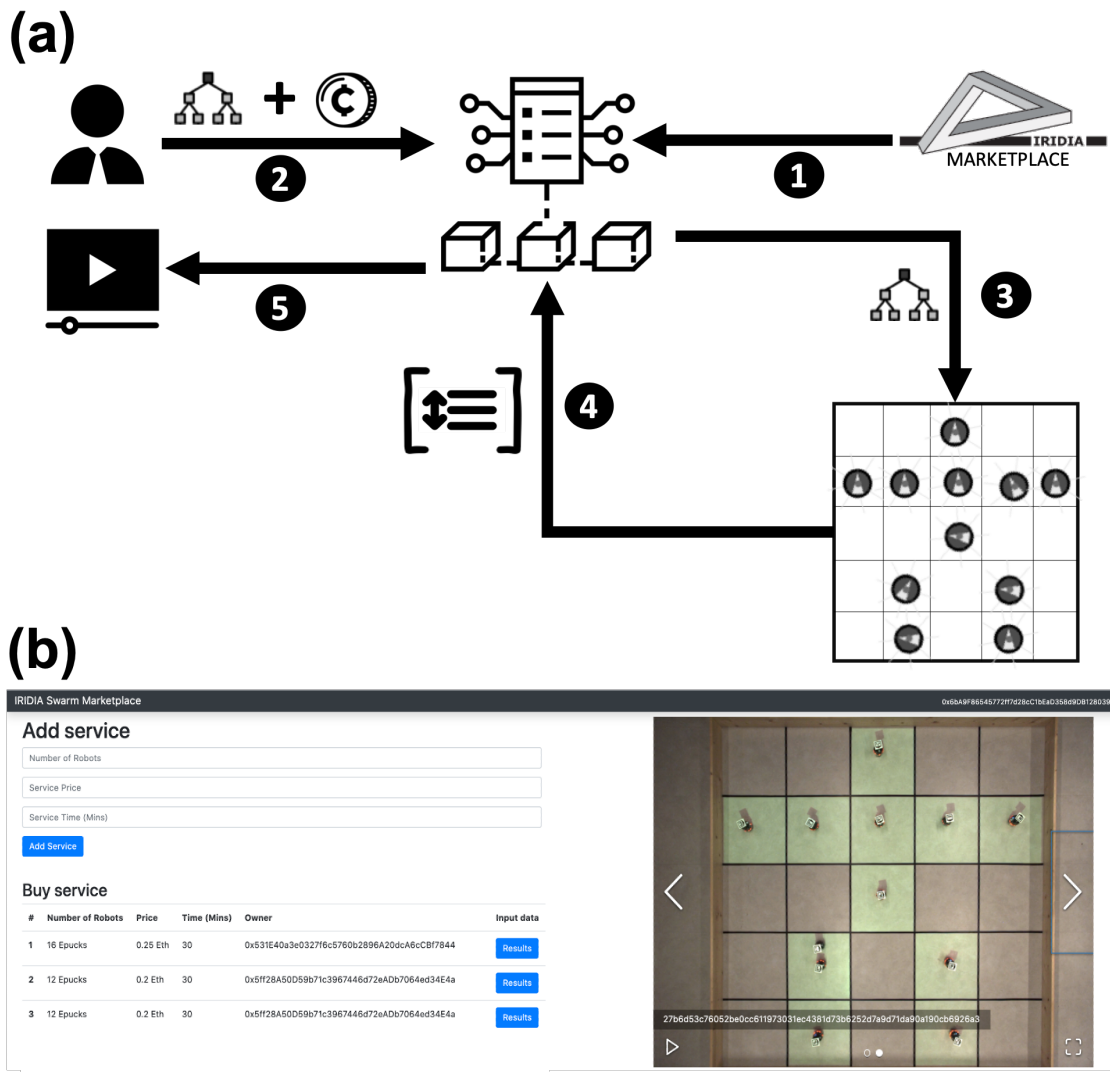 (a)
¢
IRIDIA
MARKETPLACE
2
1
5
3
4
(b)
IRIDIA Swarm Marketplace
0x6bA9F86545772ff7d28cC1bEaD358d9DB128039
Add service
Number of Robots
Service Price
Service Time (Mins)
Add Service
Buy service
# Number of Robots Price Time (Mins) Owner Input data
1 16 Epucks 0.25 Eth 30 0x531E40a3e0327f6c5760b2896A20dcA6cCBf7844 Results
2 12 Epucks 0.2 Eth 30 0x5ff28A50D59b71c3967446d72eADb7064ed34E4a Results
3 12 Epucks 0.2 Eth 30 0x5ff28A50D59b71c3967446d72eADb7064ed34E4a Results
27b6d53c76052be0cc611973031ec4381d73b6252d7a9d71da90a190cb6926a3